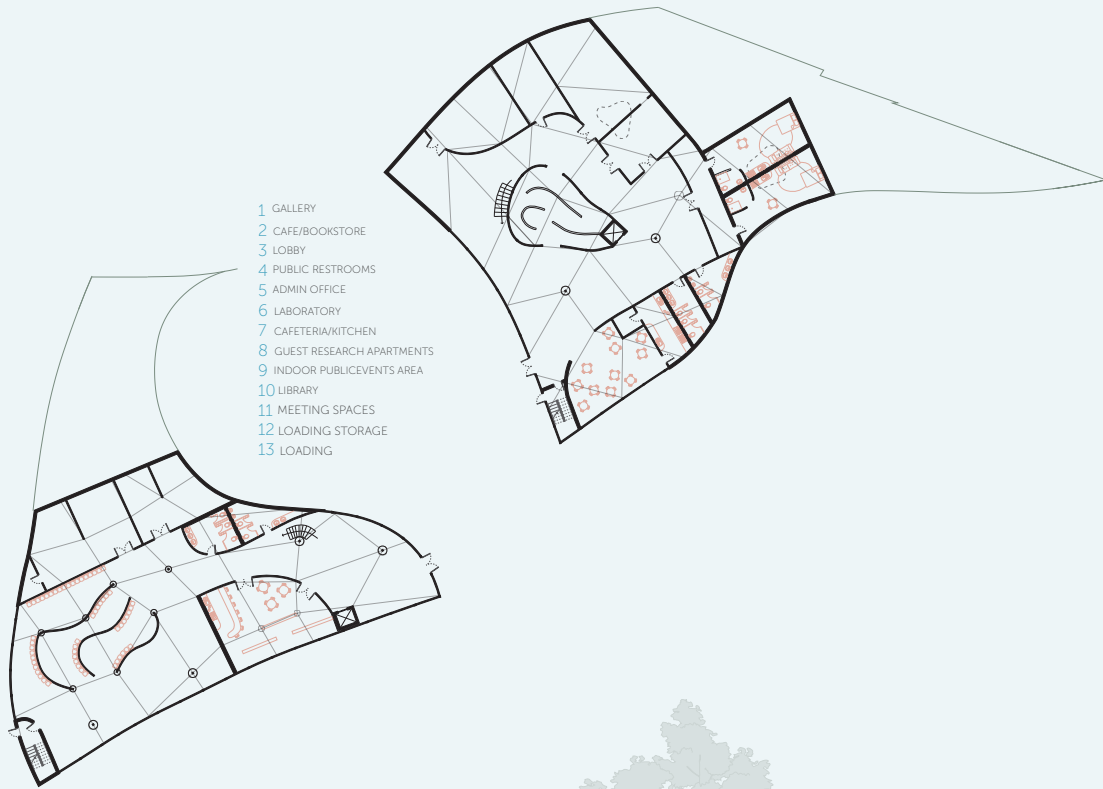 1 GALLERY
2 CAFE/BOOKSTORE
3 LOBBY
4 PUBLIC RESTROOMS
5 ADMIN OFFICE
6 LABORATORY
7 CAFETERIA/KITCHEN
8 GUEST RESEARCH APARTMENTS
9 INDOOR PUBLICEVENTS AREA
10 LIBRARY
11 MEETING SPACES
12 LOADING STORAGE
13 LOADING